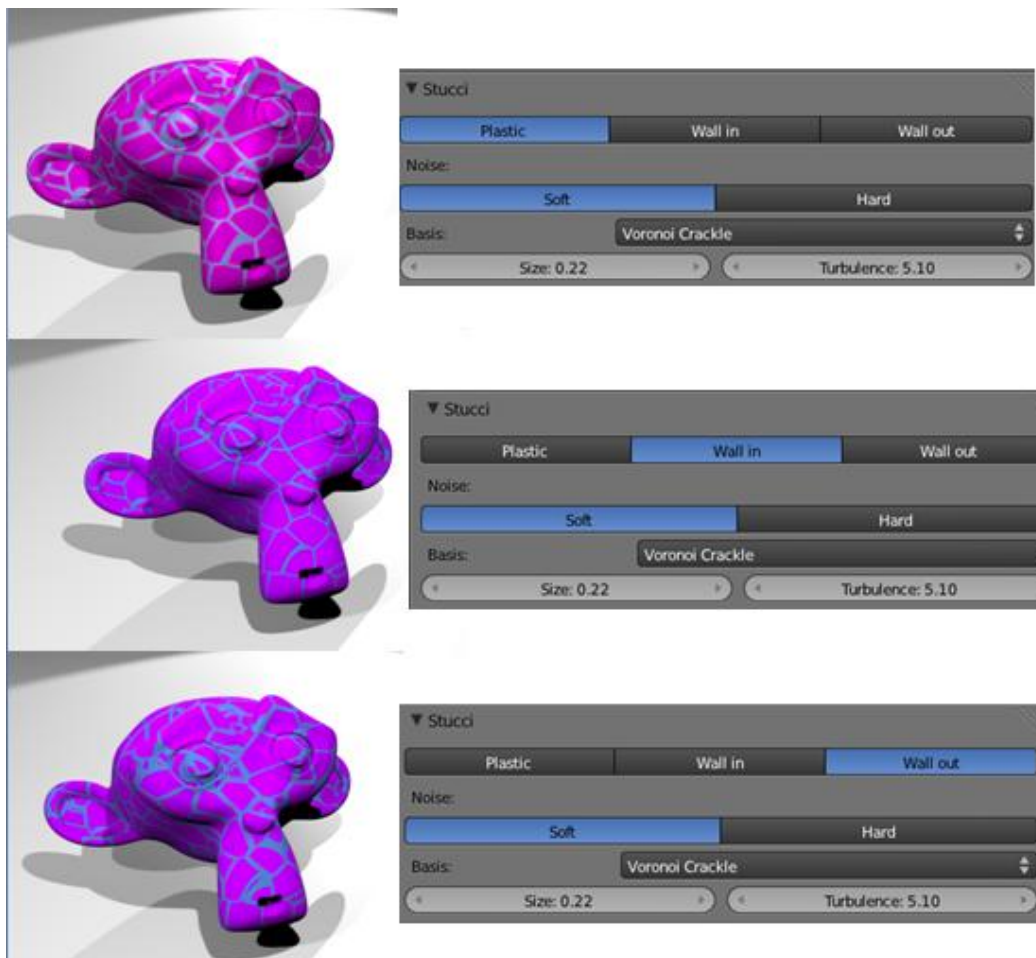 Stucci
Plastic Wall in Wall out
Noise:
Soft Hard
Basis: Voronoi Crackle
Size: 0.22 Turbulence: 5.10
Stucci
Plastic Wall in Wall out
Noise:
Soft Hard
Basis: Voronoi Crackle
Size: 0.22 Turbulence: 5.10
Stucci
Plastic Wall in Wall out
Noise:
Soft Hard
Basis: Voronoi Crackle
Size: 0.22 Turbulence: 5.10